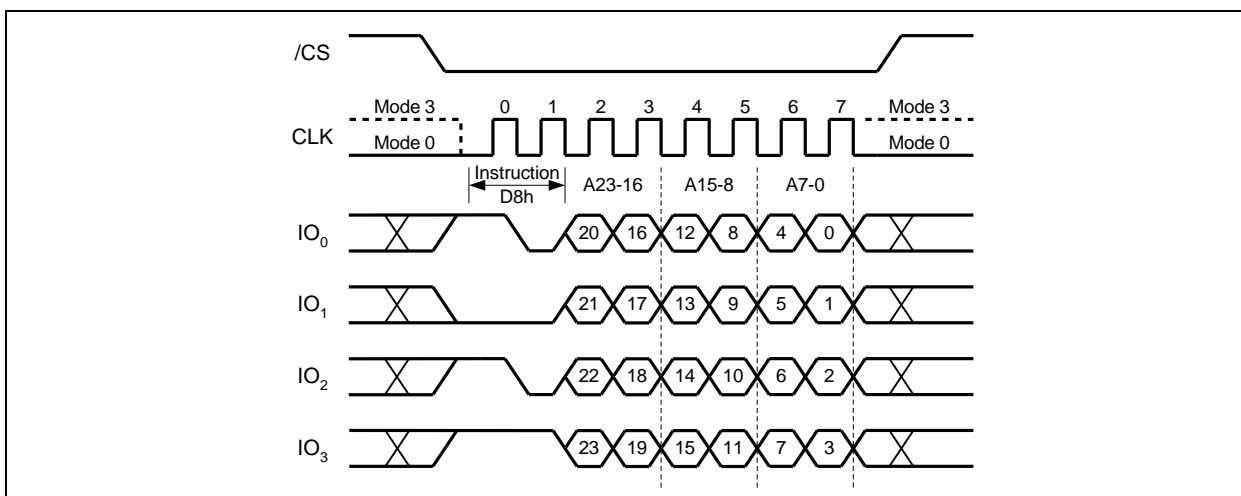 /CS
Mode 3 0 1 2 3 4 5 6 7 Mode 3
CLK
Mode 0 Mode 0
Instruction
D8h
A23-16 A15-8 A7-0
IO0 20 16 12 8 4 0
IO1 21 17 13 9 5 1
IO2 22 18 14 10 6 2
IO3 23 19 15 11 7 3